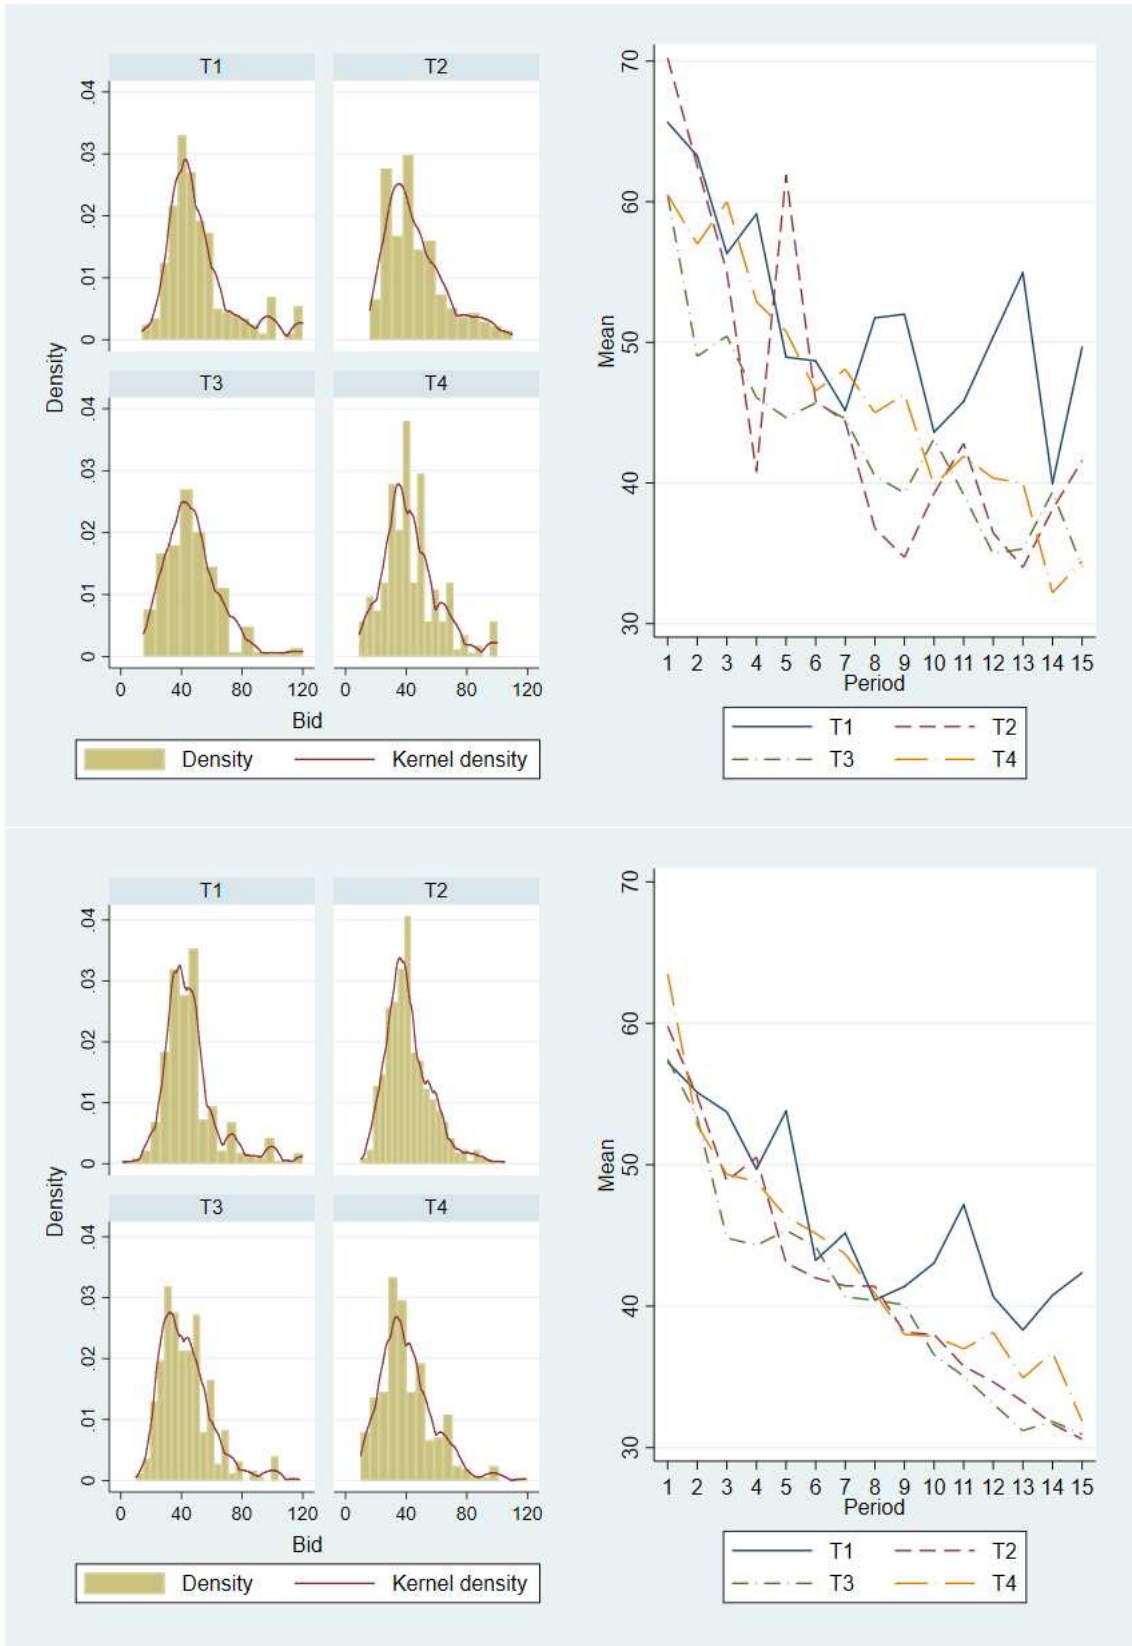 T1 T2
.04
.03
.02
.01
0
T3 T4
.04
.03
.02
.01
0
Density
0 40 80 120 0 40 80 120
Bid
Density Kernel density
70
60
50
40
30
Mean
1 2 3 4 5 6 7 8 9 10 11 12 13 14 15
Period
T1 T2
T3 T4
T1 T2
.04
.03
.02
.01
0
T3 T4
.04
.03
.02
.01
0
Density
0 40 80 120 0 40 80 120
Bid
Density Kernel density
70
60
50
40
30
Mean
1 2 3 4 5 6 7 8 9 10 11 12 13 14 15
Period
T1 T2
T3 T4